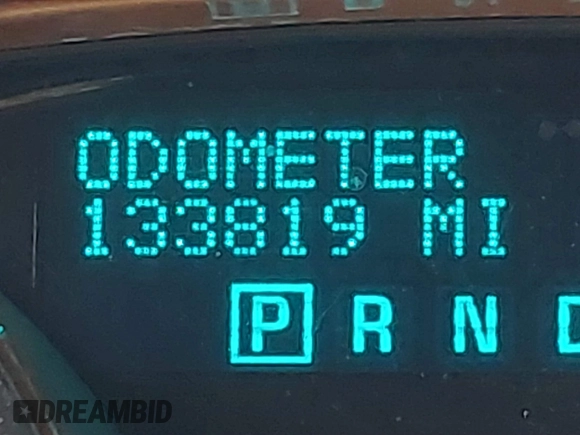 ODOMETER
133819 MI
P R N D
DREAMBID